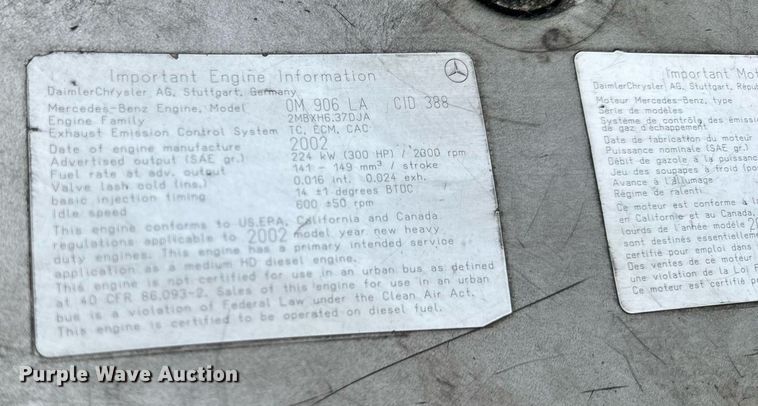 Important Engine Information
DaimlerChrysler AG, Stuttgart, Germany
Mercedes-Benz Engine, Model OM 906 LA CID 388
Engine Family 2MBXH6.37DJA
Exhaust Emission Control System TC, ECM, CAC
Date of engine manufacture 2002
Advertised output (SAE gr.) 224 kW (300 HP) / 2300 rpm
Fuel rate at adv. output 141 - 149 mm³ / stroke
Valve lash cold (ins.) 0.016 int. 0.024 exh.
basic injection timing 14 ±1 degrees BTDC
Idle speed 600 ±50 rpm
This engine conforms to US.EPA, California and Canada
regulations applicable to 2002 model year new heavy
duty engines. This engine has a primary intended service
application as a medium HD diesel engine.
This engine is not certified for use in an urban bus as defined
at 40 CFR 86.093-2. Sales of this engine for use in an urban
bus is a violation of Federal Law under the Clean Air Act.
This engine is certified to be operated on diesel fuel.
Important Mot
DaimlerChrysler AG, Stuttgart, Répu
Moteur Mercedes-Benz, type
Série de modèles
Système de contrôle des émissi
de gaz d'échappement
Date de fabrication du moteur
Puissance nominale (SAE gr.)
Débit de gazole à la puissance
Jeu des soupapes à froid (po
Avance à l'allumage
Régime de ralenti
Ce moteur est conforme à la
en Californie et au Canada,
lourds de l'année modèle 2
sont destinés essentielleme
certifié pour emploi dans
Des ventes de ce moteur
une violation de la Loi F
Ce moteur est certifié p
Purple Wave Auction